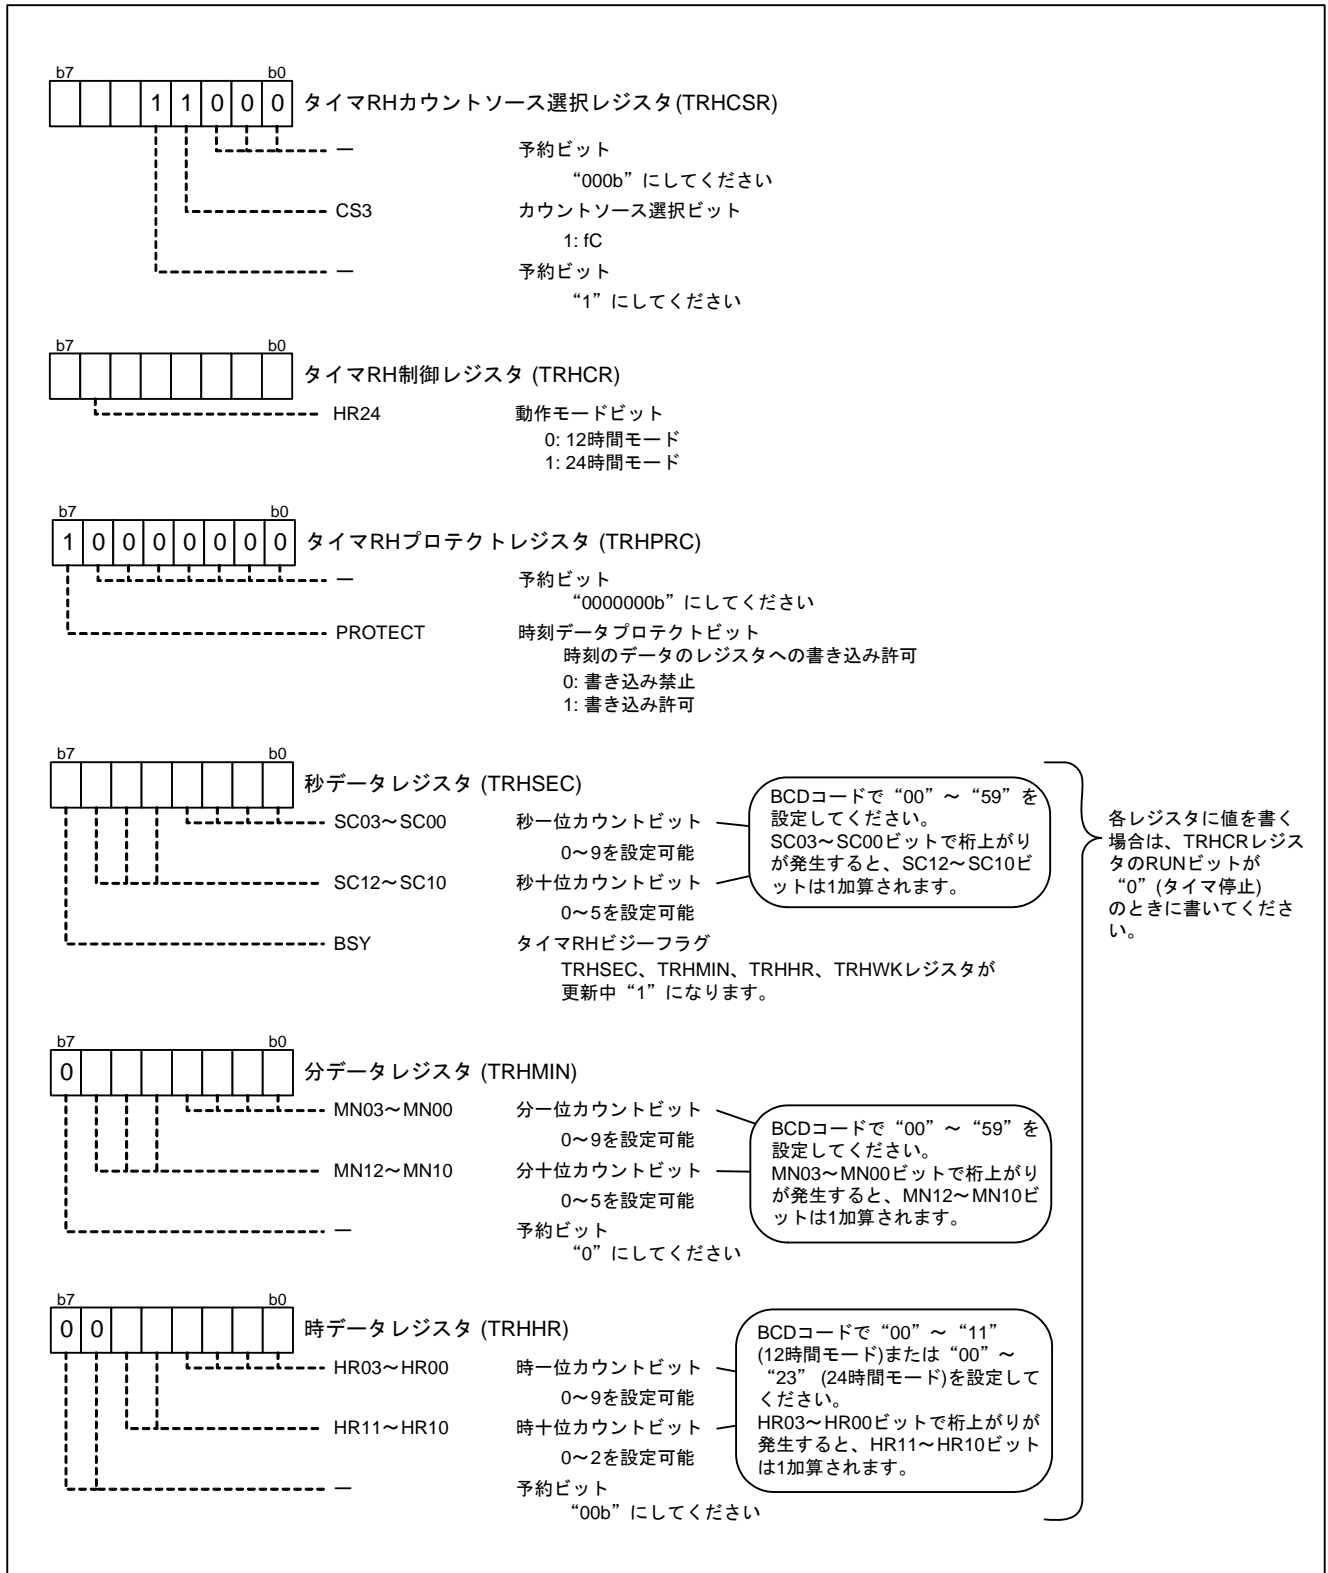 b7 b0
1 1 0 0 0 タイマRHカウントソース選択レジスタ(TRHCSR)
— 予約ビット
“000b”にしてください
CS3 カウントソース選択ビット
1: fC
— 予約ビット
“1”にしてください
b7 b0
タイマRH制御レジスタ (TRHCR)
HR24 動作モードビット
0: 12時間モード
1: 24時間モード
b7 b0
1 0 0 0 0 0 0 0 タイマRHプロテクトレジスタ (TRHPRC)
— 予約ビット
“0000000b”にしてください
PROTECT 時刻データプロテクトビット
時刻のデータのレジスタへの書き込み許可
0: 書き込み禁止
1: 書き込み許可
b7 b0
秒データレジスタ (TRHSEC)
SC03～SC00 秒一位カウントビット
0～9を設定可能
SC12～SC10 秒十位カウントビット
0～5を設定可能
BSY タイマRHビジーフラグ
TRHSEC、TRHMIN、TRHHR、TRHWKレジスタが
更新中“1”になります。
BCDコードで“00”～“59”を
設定してください。
SC03～SC00ビットで桁上がり
が発生すると、SC12～SC10ビ
ットは1加算されます。
各レジスタに値を書く
場合は、TRHCRレジス
タのRUNビットが
“0”(タイマ停止)
のときに書いてくださ
い。
b7 b0
0 分データレジスタ (TRHMIN)
MN03～MN00 分一位カウントビット
0～9を設定可能
MN12～MN10 分十位カウントビット
0～5を設定可能
— 予約ビット
“0”にしてください
BCDコードで“00”～“59”を
設定してください。
MN03～MN00ビットで桁上がり
が発生すると、MN12～MN10ビ
ットは1加算されます。
b7 b0
0 0 時データレジスタ (TRHHR)
HR03～HR00 時一位カウントビット
0～9を設定可能
HR11～HR10 時十位カウントビット
0～2を設定可能
— 予約ビット
“00b”にしてください
BCDコードで“00”～“11”
(12時間モード)または“00”～
“23” (24時間モード)を設定して
ください。
HR03～HR00ビットで桁上がりが
発生すると、HR11～HR10ビット
は1加算されます。